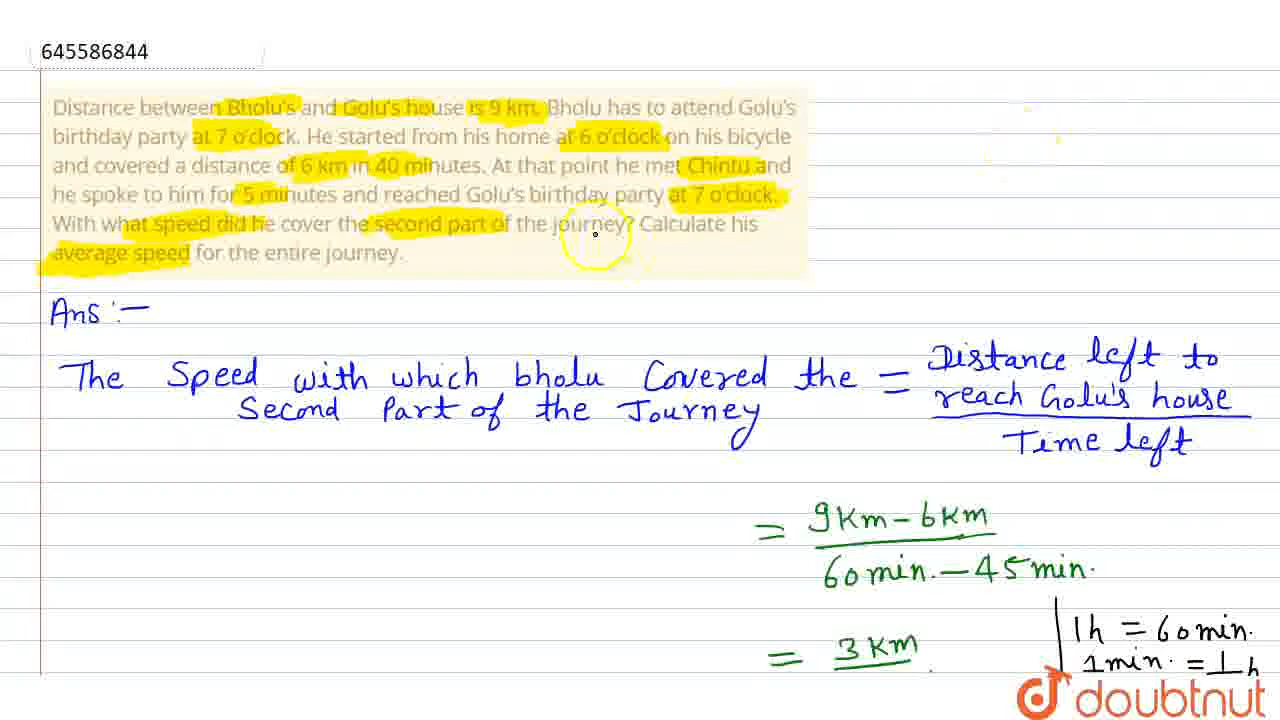 645586844
Distance between Bholu's and Golu's house is 9 km. Bholu has to attend Golu's
birthday party at 7 o'clock. He started from his home at 6 o'clock on his bicycle
and covered a distance of 6 km in 40 minutes. At that point he met Chintu and
he spoke to him for 5 minutes and reached Golu's birthday party at 7 o'clock.
With what speed did he cover the second part of the journey? Calculate his
average speed for the entire journey.
Ans :-
The Speed with which bholu Covered the = Distance left to
Second Part of the Journey reach Golu's house
Time left
= 9km - 6km
60min. - 45min.
= 3km
1h = 60min.
1min. = 1 h
doubtnut